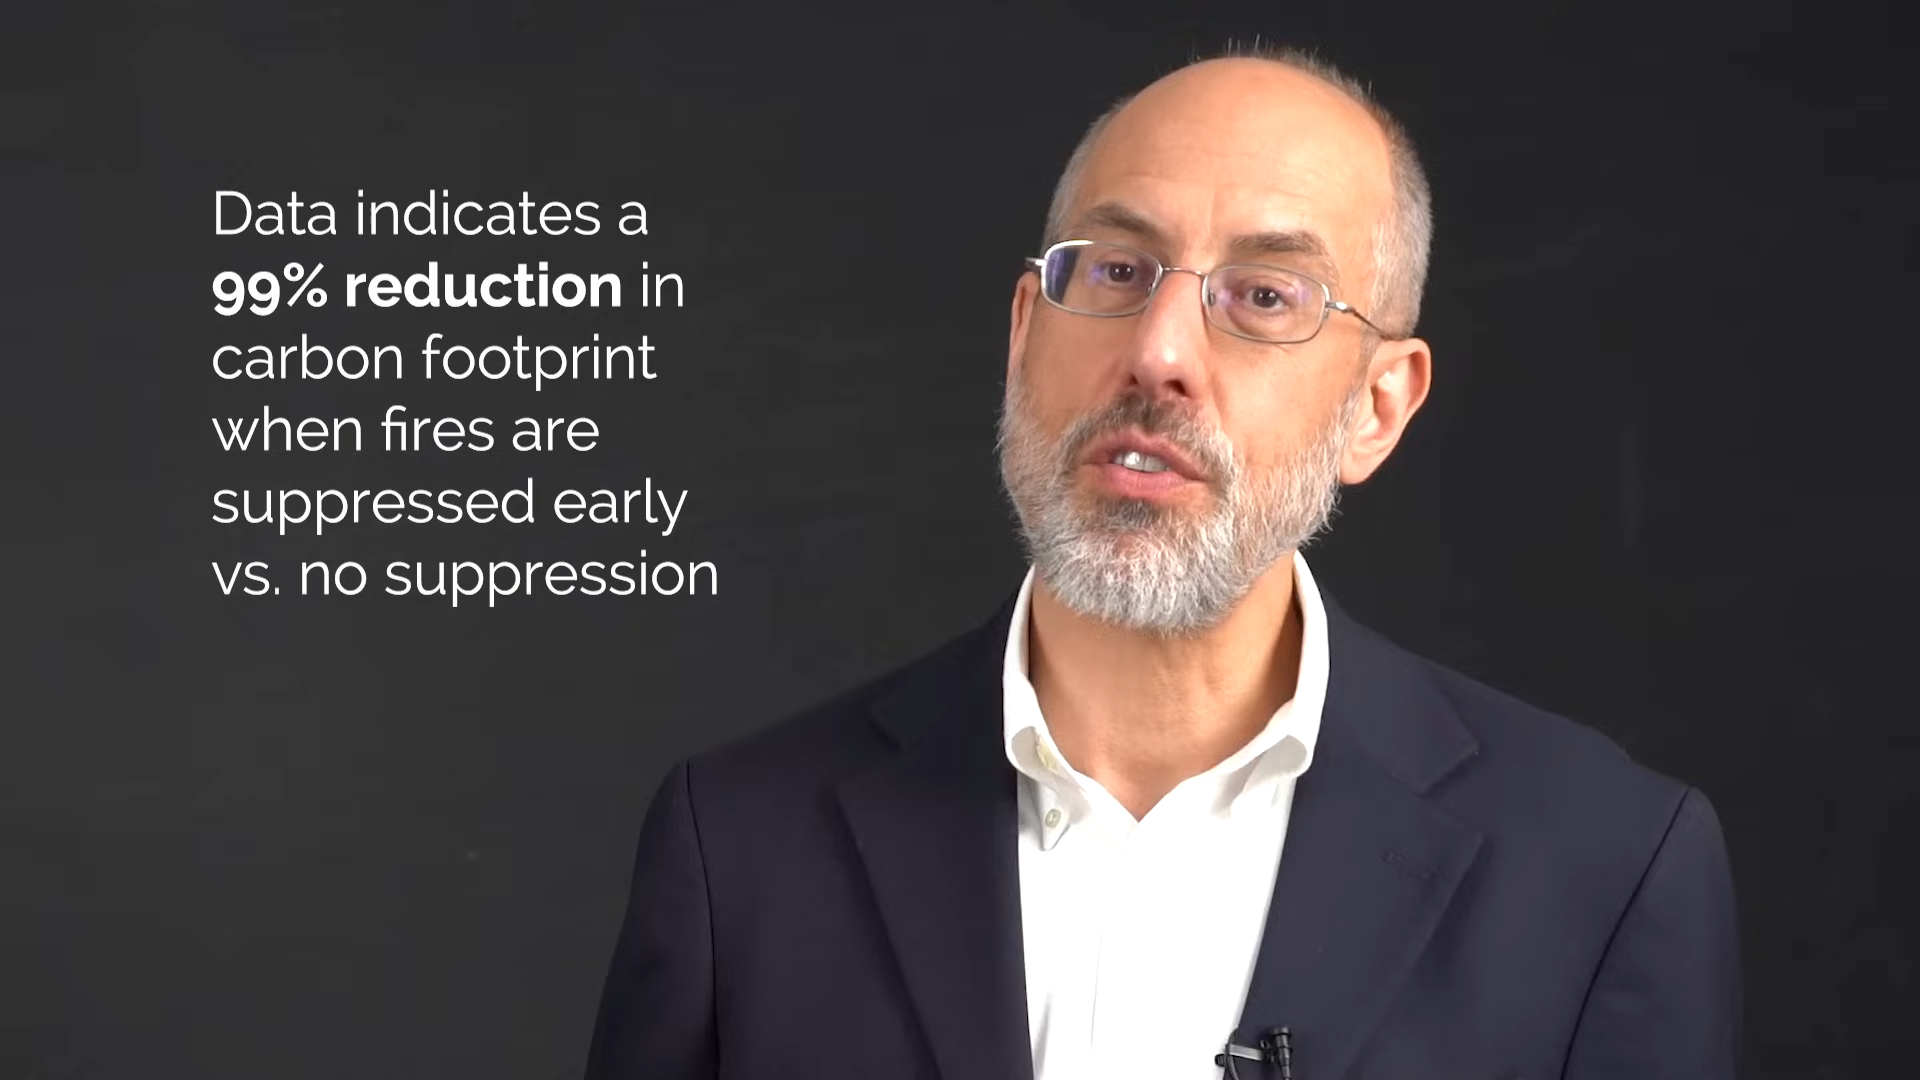 Data indicates a
99% reduction in
carbon footprint
when fires are
suppressed early
vs. no suppression